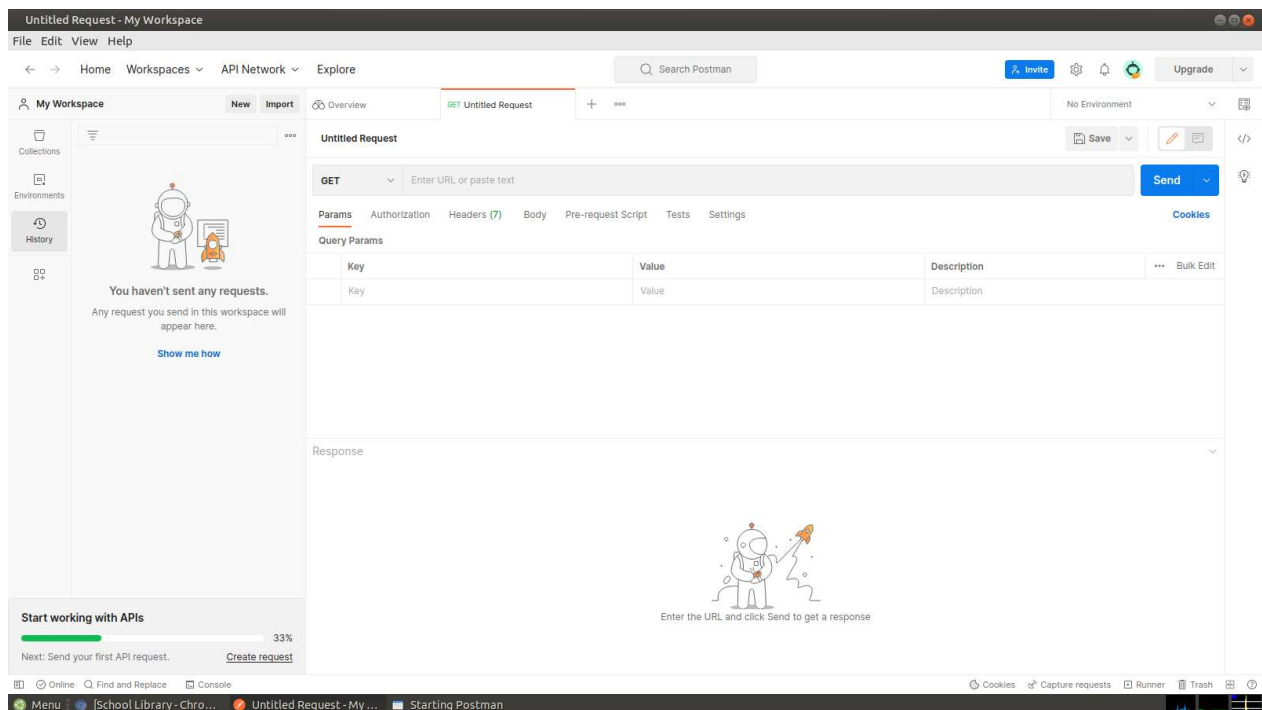 Untitled Request - My Workspace
File Edit View Help
Home Workspaces API Network Explore
Search Postman
Invite
Upgrade
My Workspace
New Import
Overview
GET Untitled Request
No Environment
Collections
Environments
History
You haven't sent any requests.
Any request you send in this workspace will
appear here.
Show me how
Untitled Request
Save
GET
Enter URL or paste text
Send
Params Authorization Headers (7) Body Pre-request Script Tests Settings
Cookies
Query Params
Key Value Description Bulk Edit
Key Value Description
Response
Enter the URL and click Send to get a response
Start working with APIs
33%
Next: Send your first API request. Create request
Online Find and Replace Console
Cookies Capture requests Runner Trash
Menu [School Library - Chro... Untitled Request - My ... Starting Postman